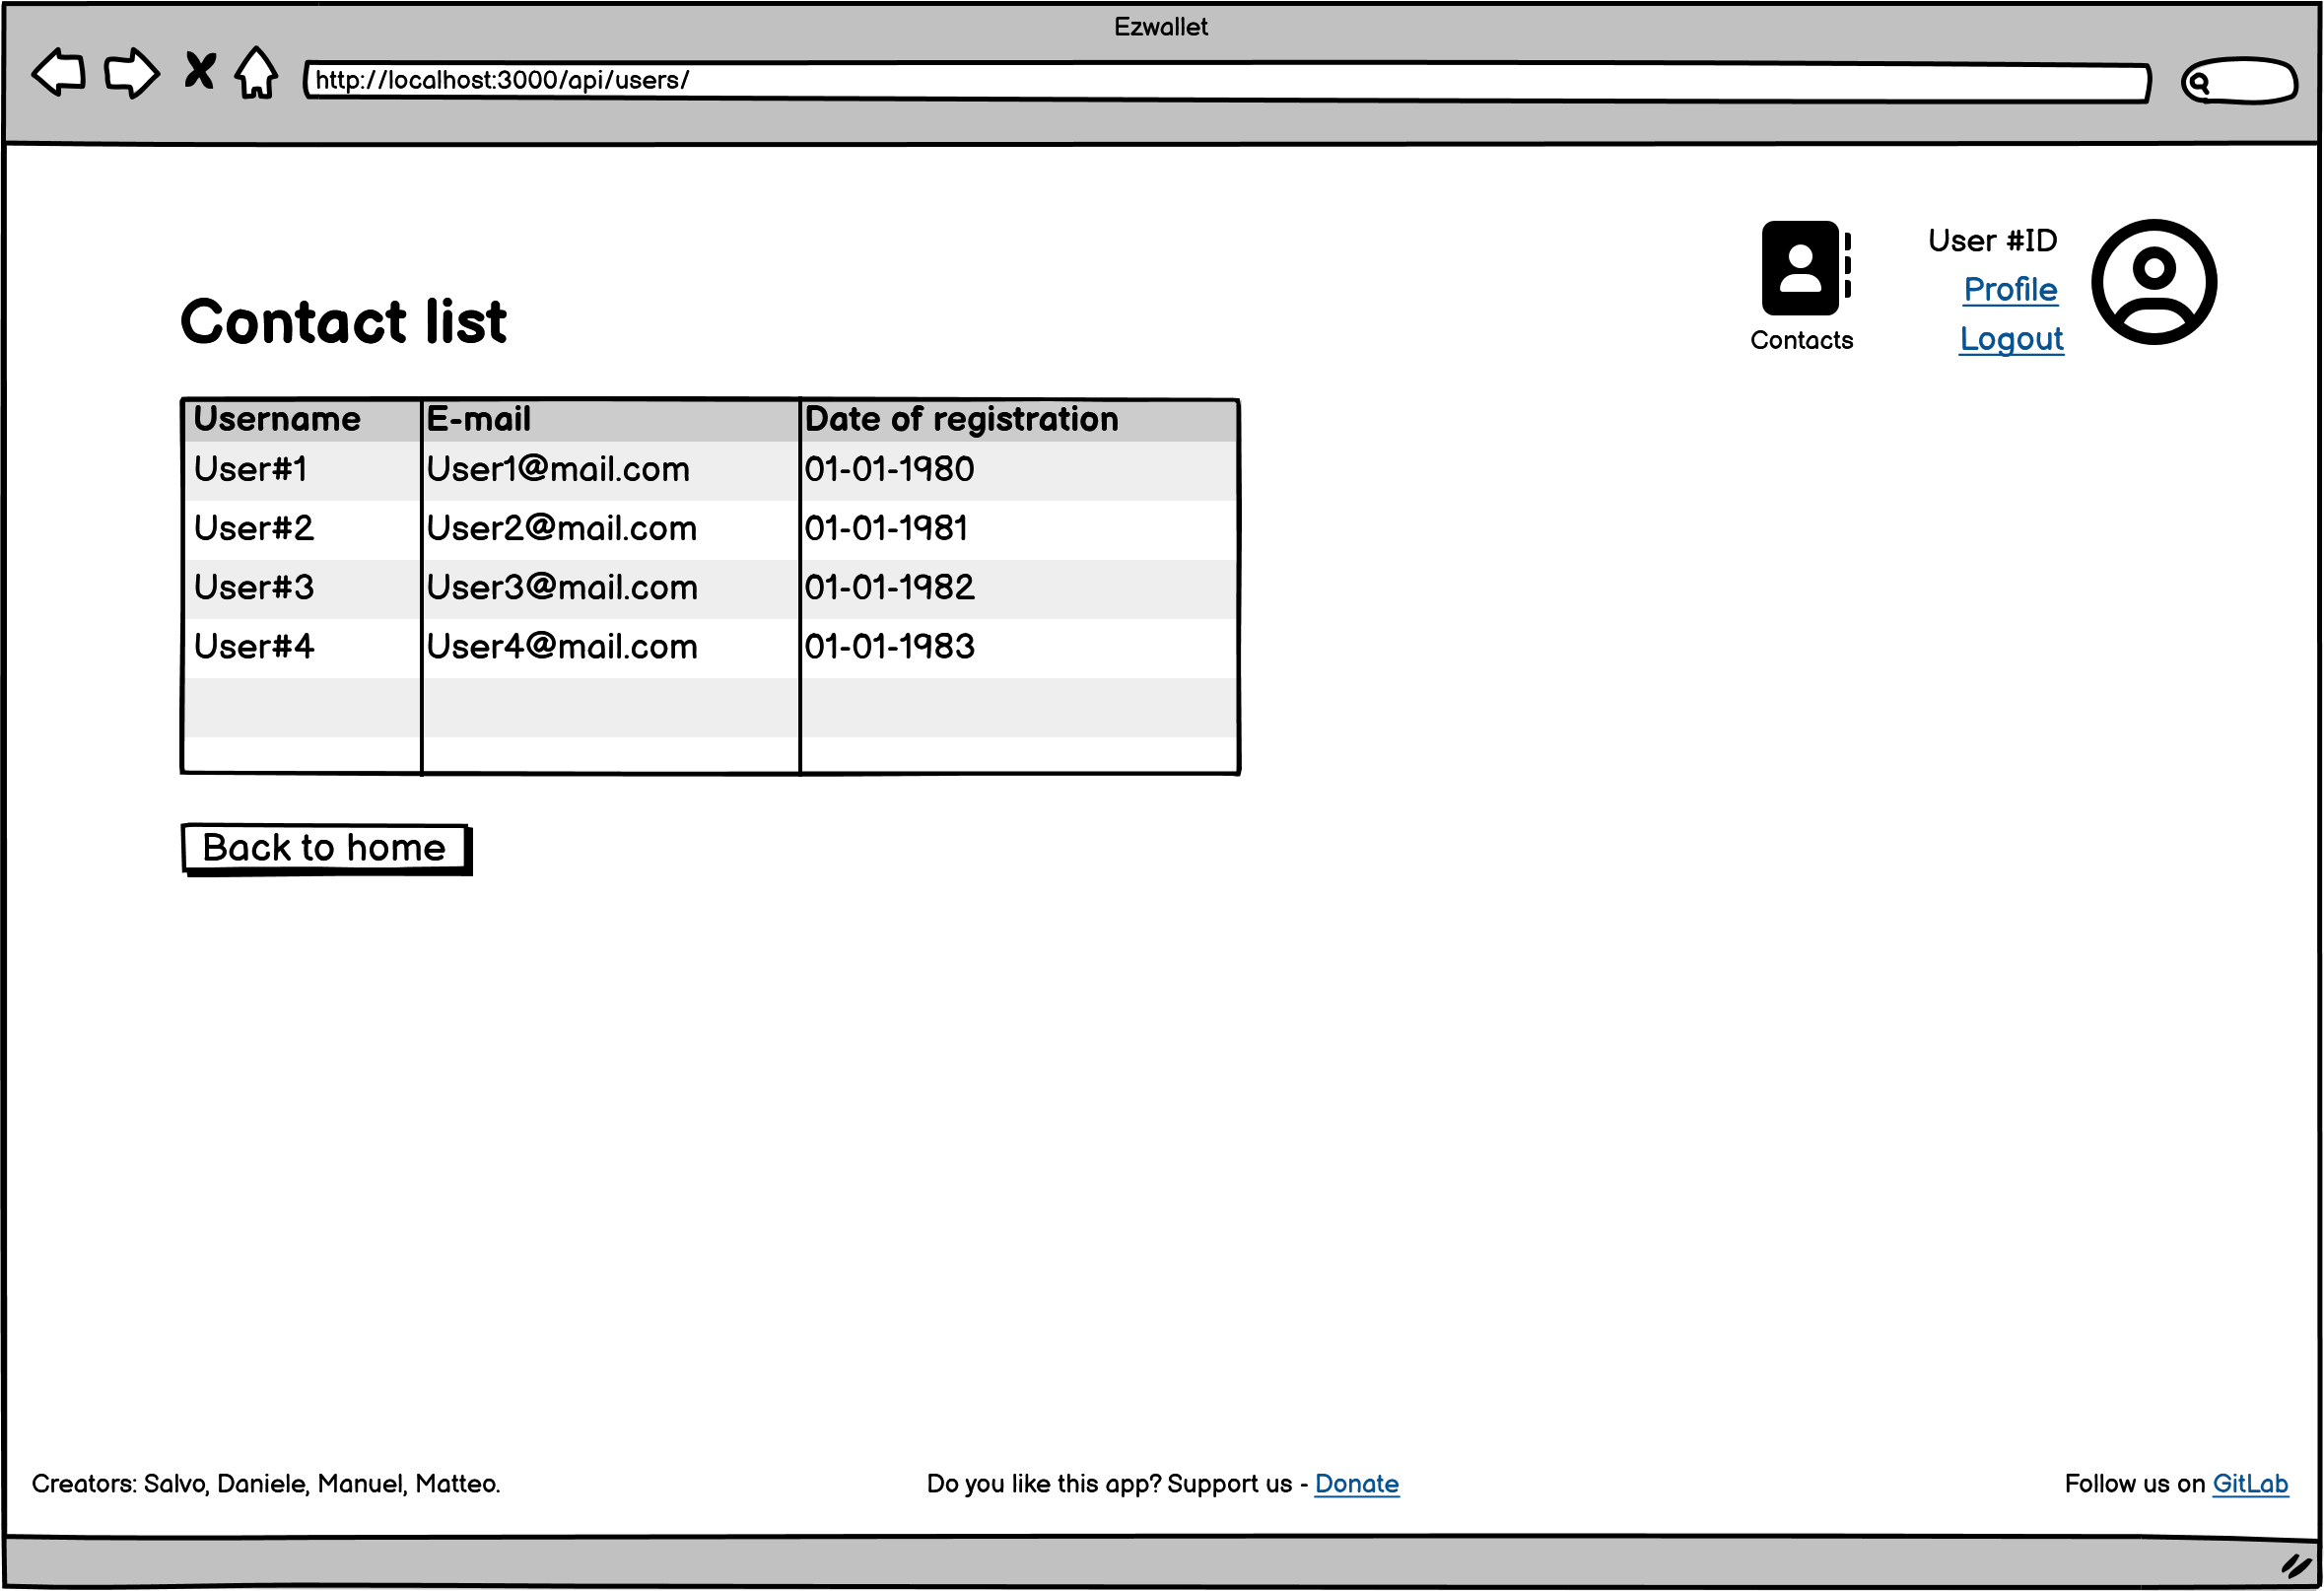 Ezwallet
http://localhost:3000/api/users/
User #ID
Profile
Contact list
Contacts
Logout
Username E-mail Date of registration
User#1 User1@mail.com 01-01-1980
User#2 User2@mail.com 01-01-1981
User#3 User3@mail.com 01-01-1982
User#4 User4@mail.com 01-01-1983
Back to home
Creators: Salvo, Daniele, Manuel, Matteo.
Do you like this app? Support us - Donate
Follow us on GitLab